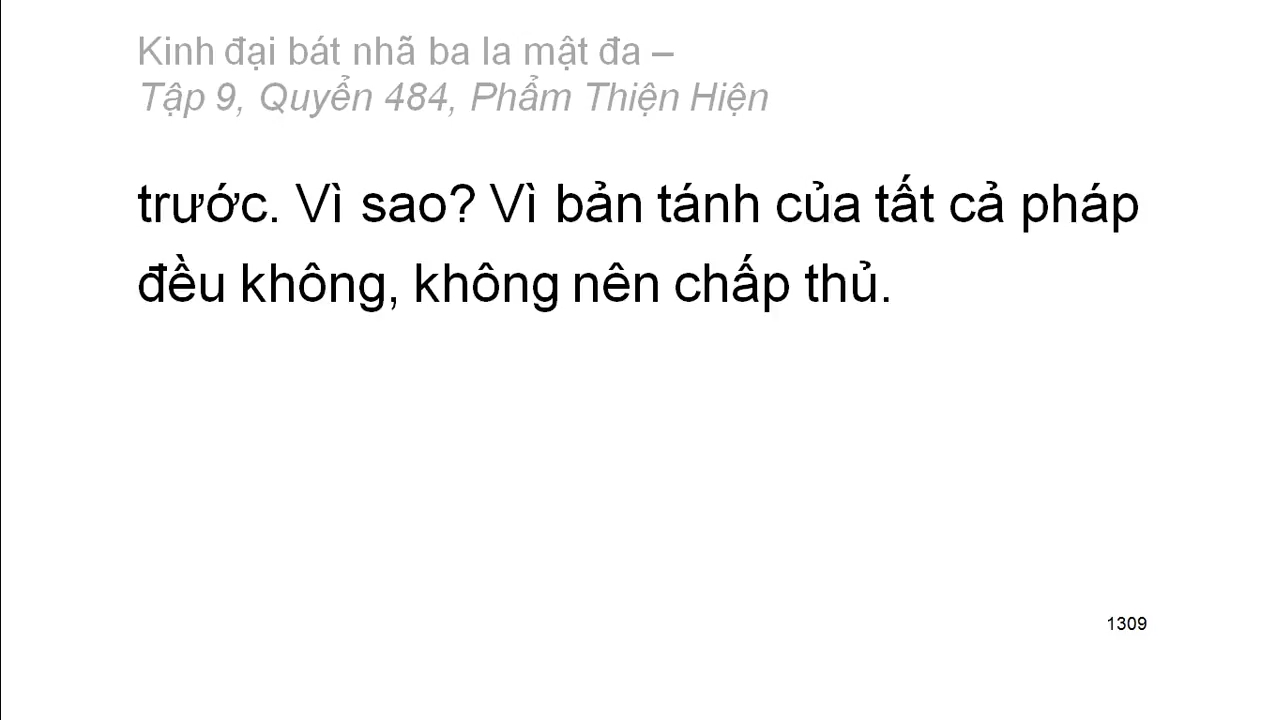 Kinh đại bát nhã ba la mật đa –
Tập 9, Quyển 484, Phẩm Thiện Hiện
trước. Vì sao? Vì bản tánh của tất cả pháp
đều không, không nên chấp thủ.
1309